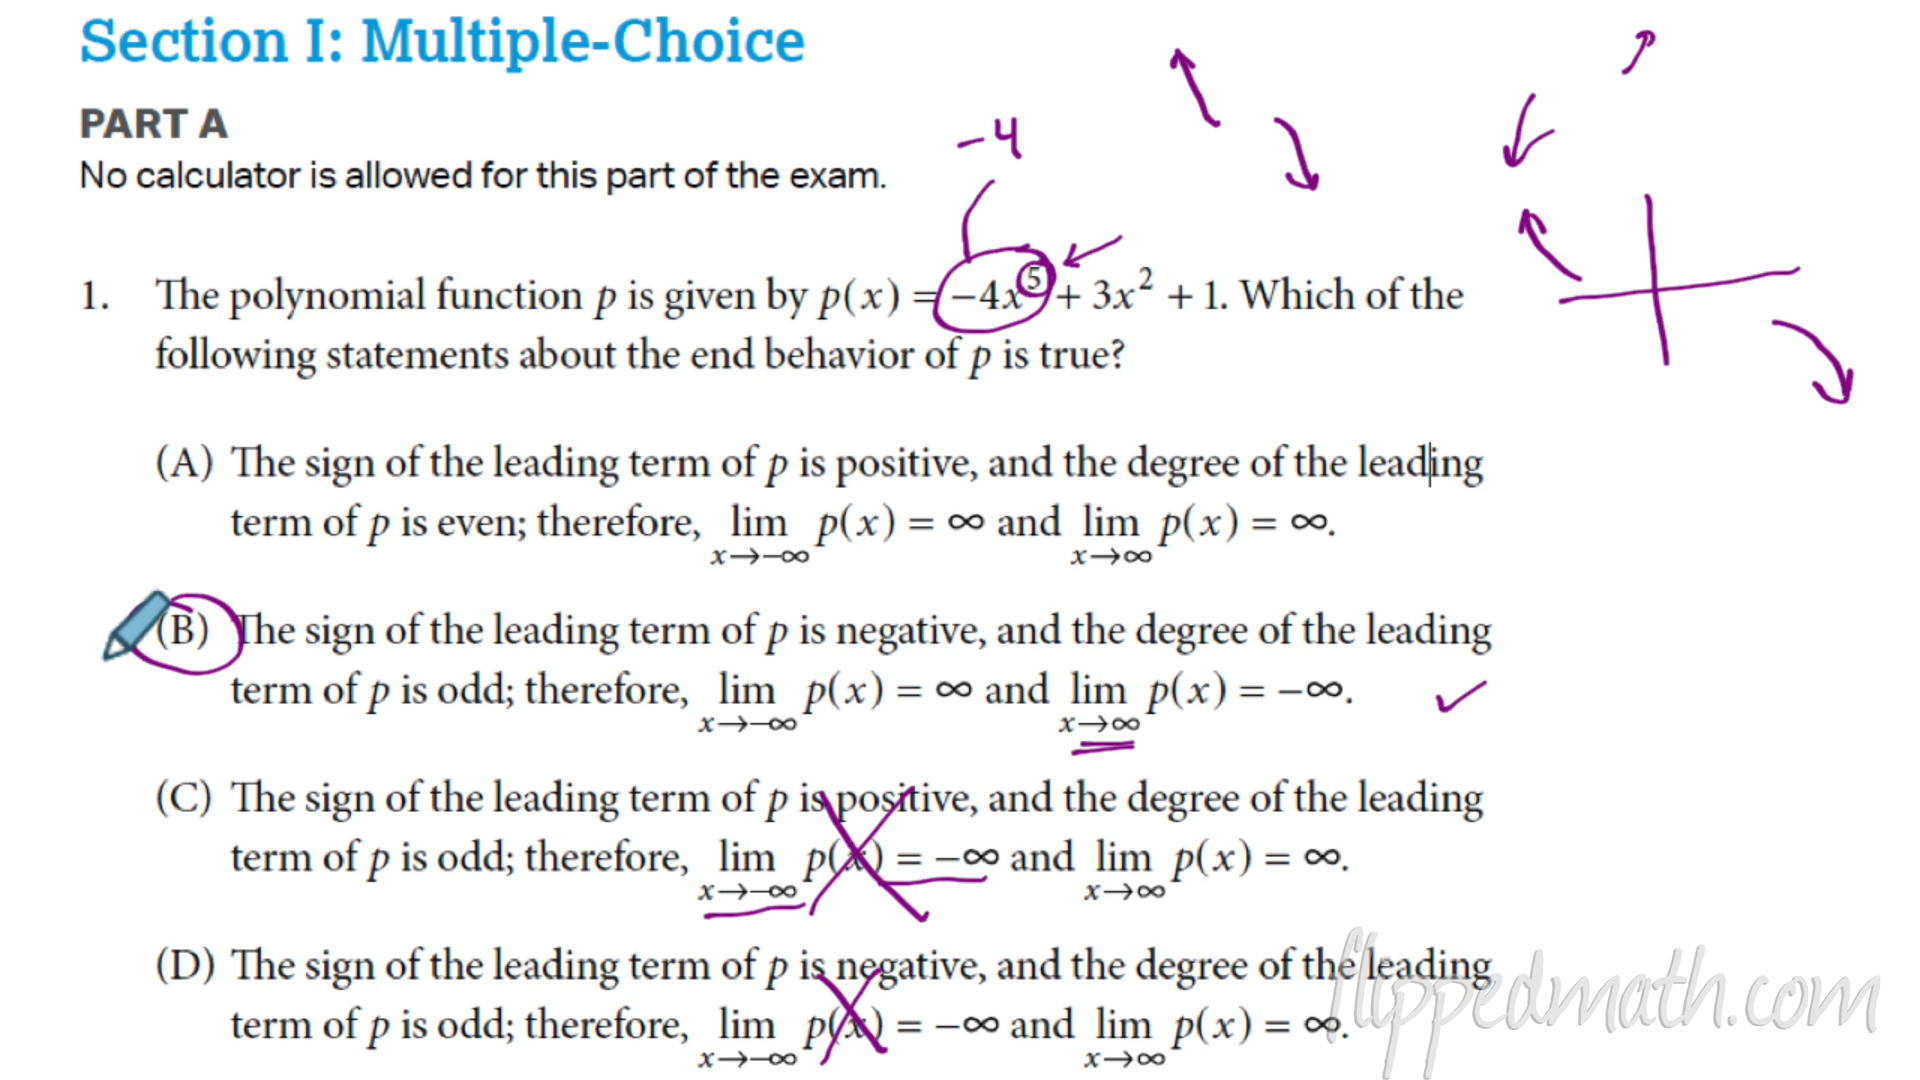 Section I: Multiple-Choice
PART A
No calculator is allowed for this part of the exam.
-4
1. The polynomial function p is given by p(x) = −4x⁵ + 3x² + 1. Which of the
following statements about the end behavior of p is true?
(A) The sign of the leading term of p is positive, and the degree of the leading
term of p is even; therefore, lim p(x) = ∞ and lim p(x) = ∞.
x→−∞ x→∞
(B) The sign of the leading term of p is negative, and the degree of the leading
term of p is odd; therefore, lim p(x) = ∞ and lim p(x) = −∞.
x→−∞ x→∞
(C) The sign of the leading term of p is positive, and the degree of the leading
term of p is odd; therefore, lim p(x) = −∞ and lim p(x) = ∞.
x→−∞ x→∞
(D) The sign of the leading term of p is negative, and the degree of the leading
term of p is odd; therefore, lim p(x) = −∞ and lim p(x) = ∞.
x→−∞ x→∞
flippedmath.com